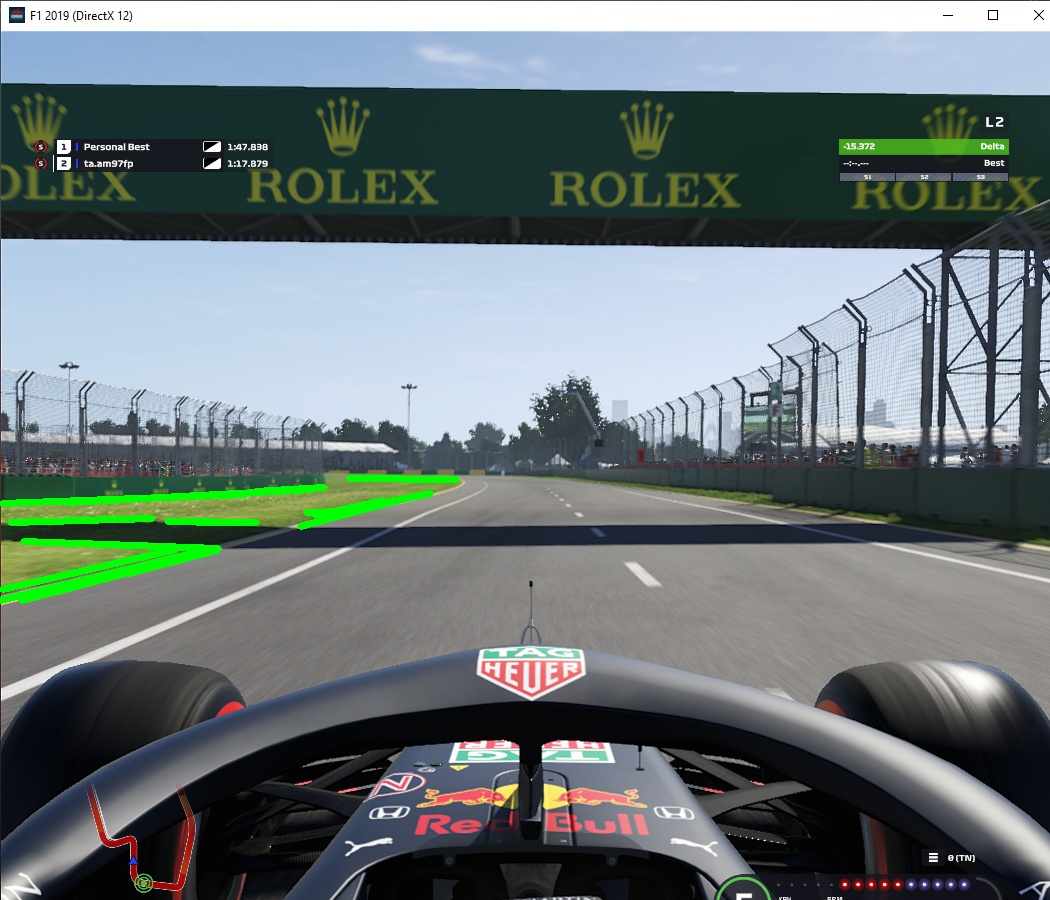 F1 2019 (DirectX 12)
L2
S 1 Personal Best 1:47.838
S 2 ta.am97fp 1:17.879
-15.372 Delta
--:--.--- Best
S1 S2 S3
ROLEX ROLEX ROLEX ROLEX
TAG
HEUER
HONDA
Red Bull
0 (TN)